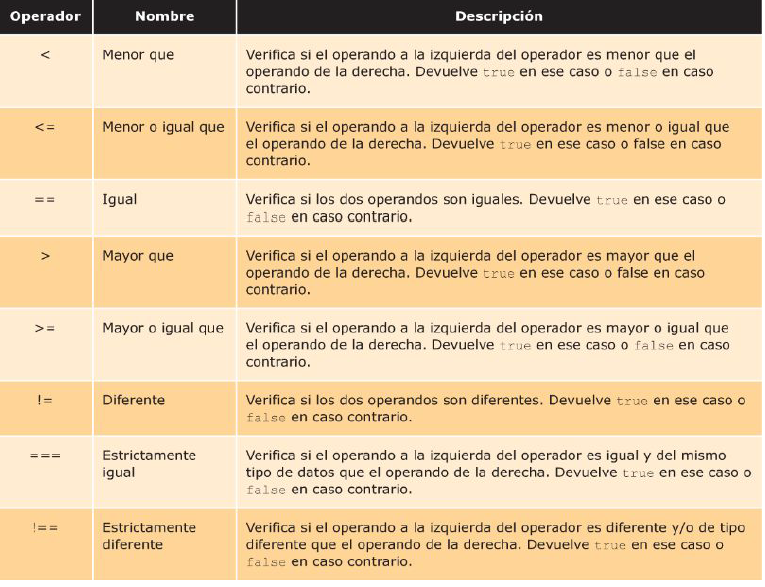 Operador Nombre Descripción
< Menor que Verifica si el operando a la izquierda del operador es menor que el
operando de la derecha. Devuelve true en ese caso o false en caso
contrario.
<= Menor o igual que Verifica si el operando a la izquierda del operador es menor o igual que
el operando de la derecha. Devuelve true en ese caso o false en caso
contrario.
== Igual Verifica si los dos operandos son iguales. Devuelve true en ese caso o
false en caso contrario.
> Mayor que Verifica si el operando a la izquierda del operador es mayor que el
operando de la derecha. Devuelve true en ese caso o false en caso
contrario.
>= Mayor o igual que Verifica si el operando a la izquierda del operador es mayor o igual que
el operando de la derecha. Devuelve true en ese caso o false en caso
contrario.
!= Diferente Verifica si los dos operandos son diferentes. Devuelve true en ese caso o
false en caso contrario.
=== Estrictamente igual Verifica si el operando a la izquierda del operador es igual y del mismo
tipo de datos que el operando de la derecha. Devuelve true en ese caso o
false en caso contrario.
!== Estrictamente diferente Verifica si el operando a la izquierda del operador es diferente y/o de tipo
diferente que el operando de la derecha. Devuelve true en ese caso o
false en caso contrario.